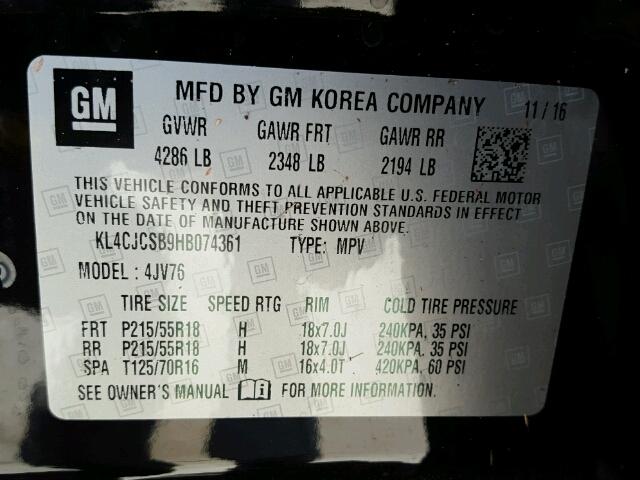 GM MFD BY GM KOREA COMPANY 11/16
GVWR GAWR FRT GAWR RR
4286 LB 2348 LB 2194 LB
THIS VEHICLE CONFORMS TO ALL APPLICABLE U.S. FEDERAL MOTOR
VEHICLE SAFETY AND THEFT PREVENTION STANDARDS IN EFFECT
ON THE DATE OF MANUFACTURE SHOWN ABOVE.
KL4CJCSB9HB074361 TYPE: MPV
MODEL : 4JV76
TIRE SIZE SPEED RTG RIM COLD TIRE PRESSURE
FRT P215/55R18 H 18x7.0J 240KPA, 35 PSI
RR P215/55R18 H 18x7.0J 240KPA, 35 PSI
SPA T125/70R16 M 16x4.0T 420KPA, 60 PSI
SEE OWNER'S MANUAL FOR MORE INFORMATION.